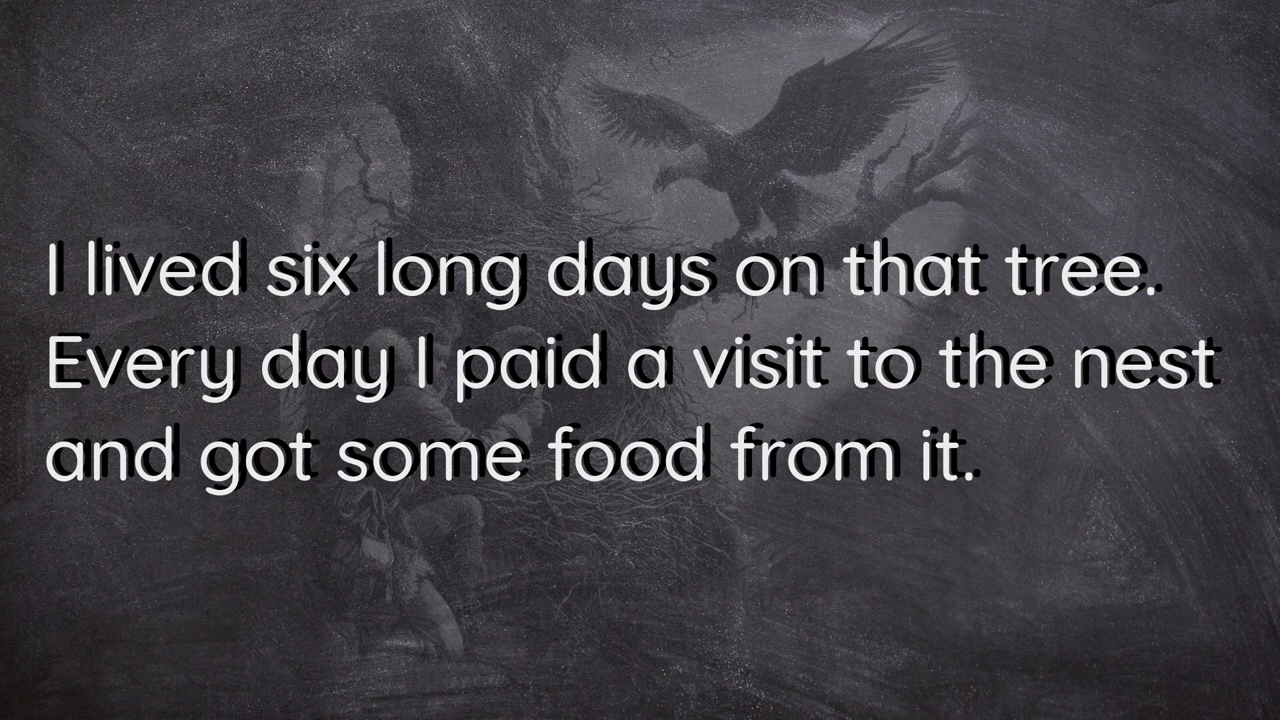 I lived six long days on that tree.
Every day I paid a visit to the nest
and got some food from it.